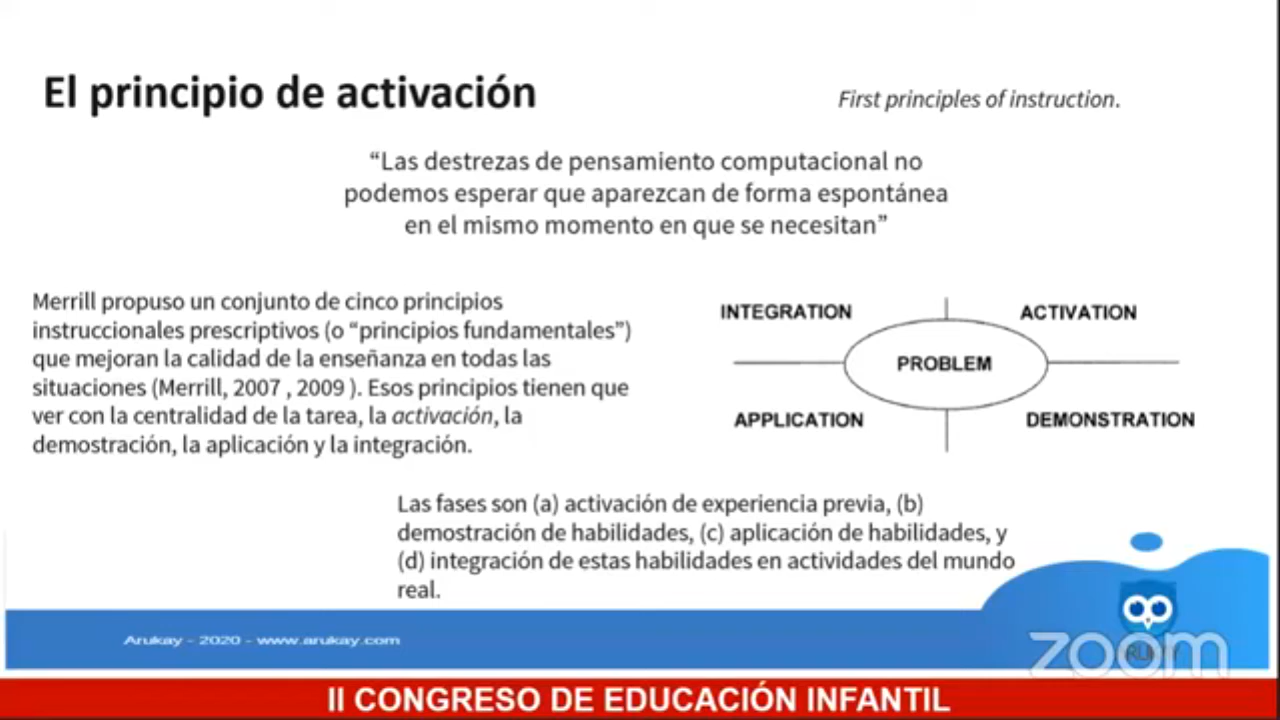 El principio de activación
First principles of instruction.
“Las destrezas de pensamiento computacional no
podemos esperar que aparezcan de forma espontánea
en el mismo momento en que se necesitan”
Merrill propuso un conjunto de cinco principios
instruccionales prescriptivos (o “principios fundamentales”)
que mejoran la calidad de la enseñanza en todas las
situaciones (Merrill, 2007 , 2009 ). Esos principios tienen que
ver con la centralidad de la tarea, la activación, la
demostración, la aplicación y la integración.
INTEGRATION
ACTIVATION
PROBLEM
APPLICATION
DEMONSTRATION
Las fases son (a) activación de experiencia previa, (b)
demostración de habilidades, (c) aplicación de habilidades, y
(d) integración de estas habilidades en actividades del mundo
real.
Arukay - 2020 - www.arukay.com
zoom
II CONGRESO DE EDUCACIÓN INFANTIL